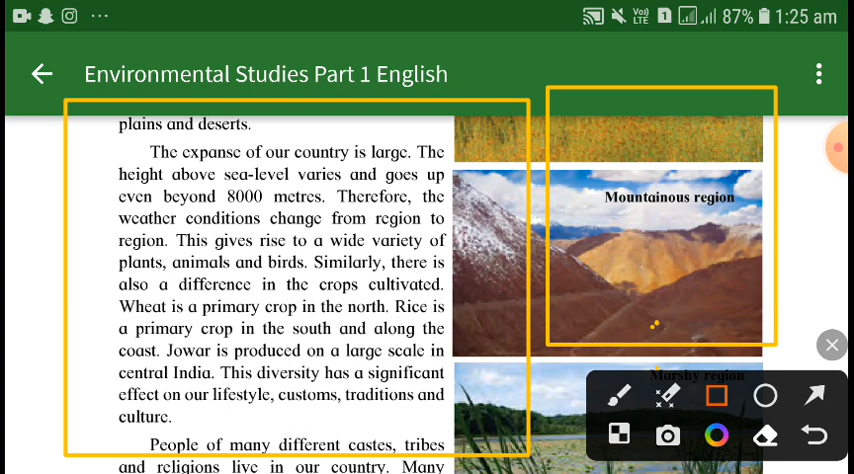 Vo)) LTE 1 87% 1:25 am
Environmental Studies Part 1 English
plains and deserts.
The expanse of our country is large. The
height above sea-level varies and goes up
even beyond 8000 metres. Therefore, the
weather conditions change from region to
region. This gives rise to a wide variety of
plants, animals and birds. Similarly, there is
also a difference in the crops cultivated.
Wheat is a primary crop in the north. Rice is
a primary crop in the south and along the
coast. Jowar is produced on a large scale in
central India. This diversity has a significant
effect on our lifestyle, customs, traditions and
culture.
People of many different castes, tribes
and religions live in our country. Many
Mountainous region
Marshy region